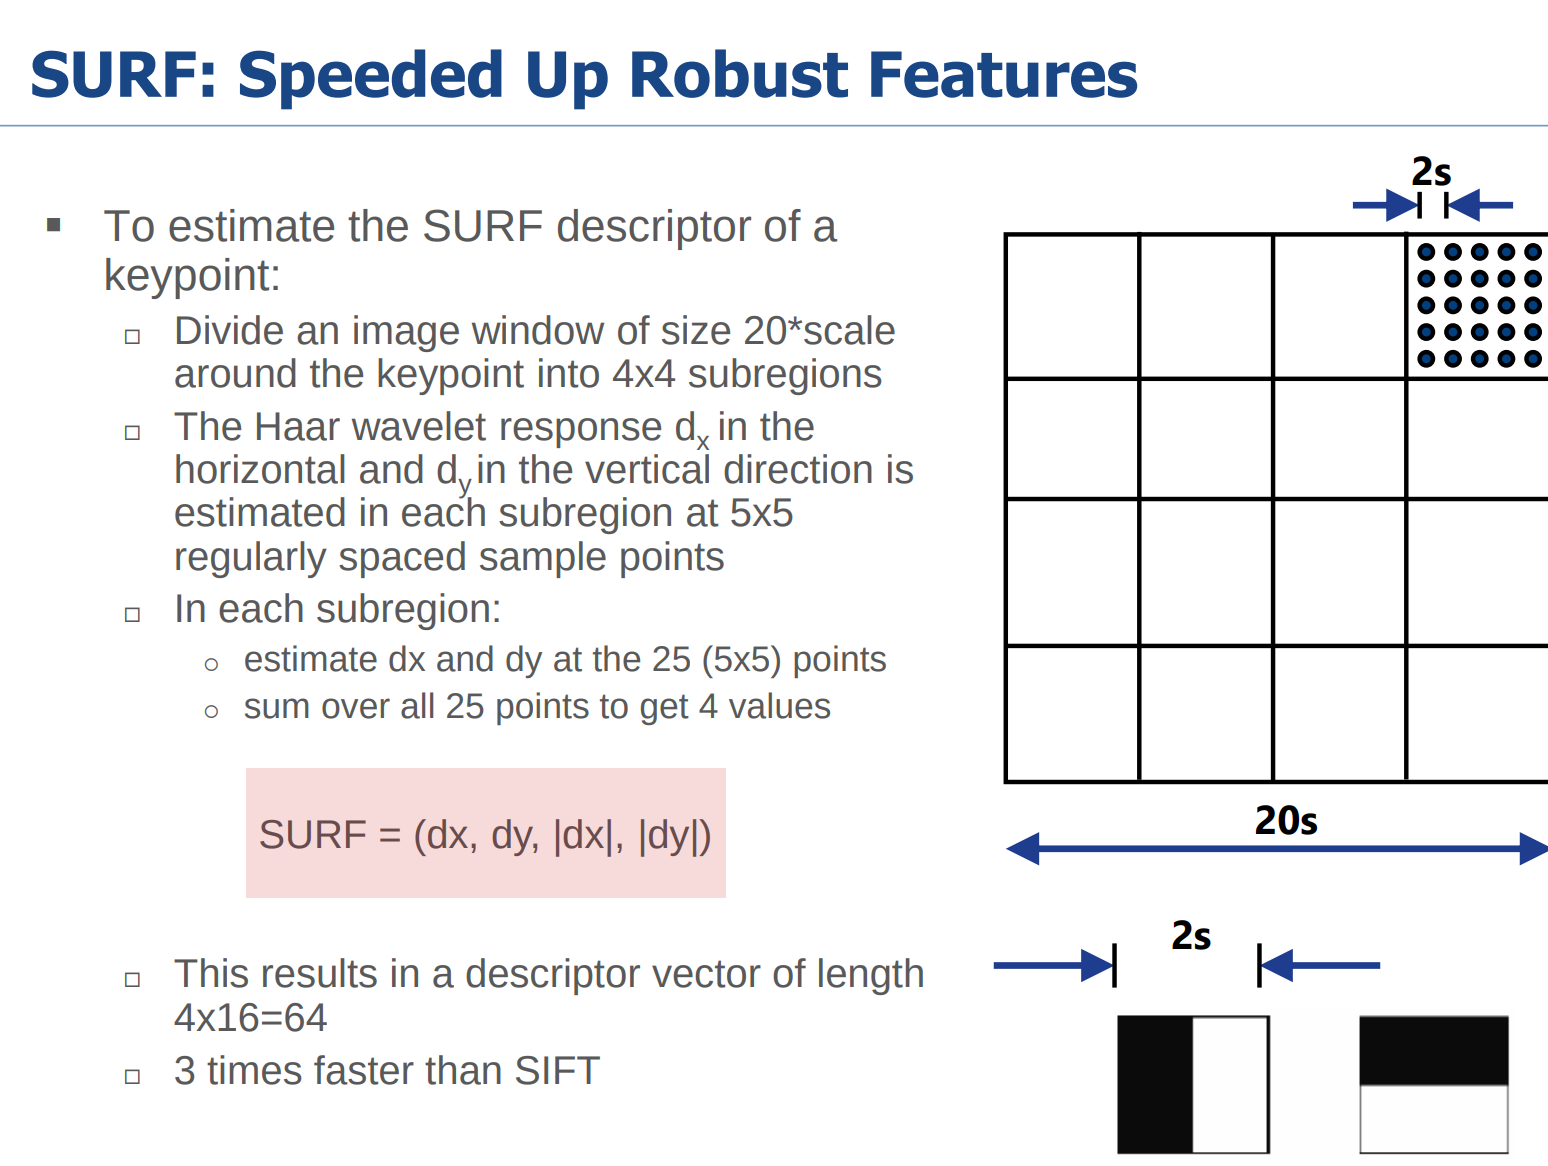 SURF: Speeded Up Robust Features
To estimate the SURF descriptor of a
keypoint:
Divide an image window of size 20*scale
around the keypoint into 4x4 subregions
The Haar wavelet response dx in the
horizontal and dy in the vertical direction is
estimated in each subregion at 5x5
regularly spaced sample points
In each subregion:
estimate dx and dy at the 25 (5x5) points
sum over all 25 points to get 4 values
SURF = (dx, dy, |dx|, |dy|)
This results in a descriptor vector of length
4x16=64
3 times faster than SIFT
2s
20s
2s